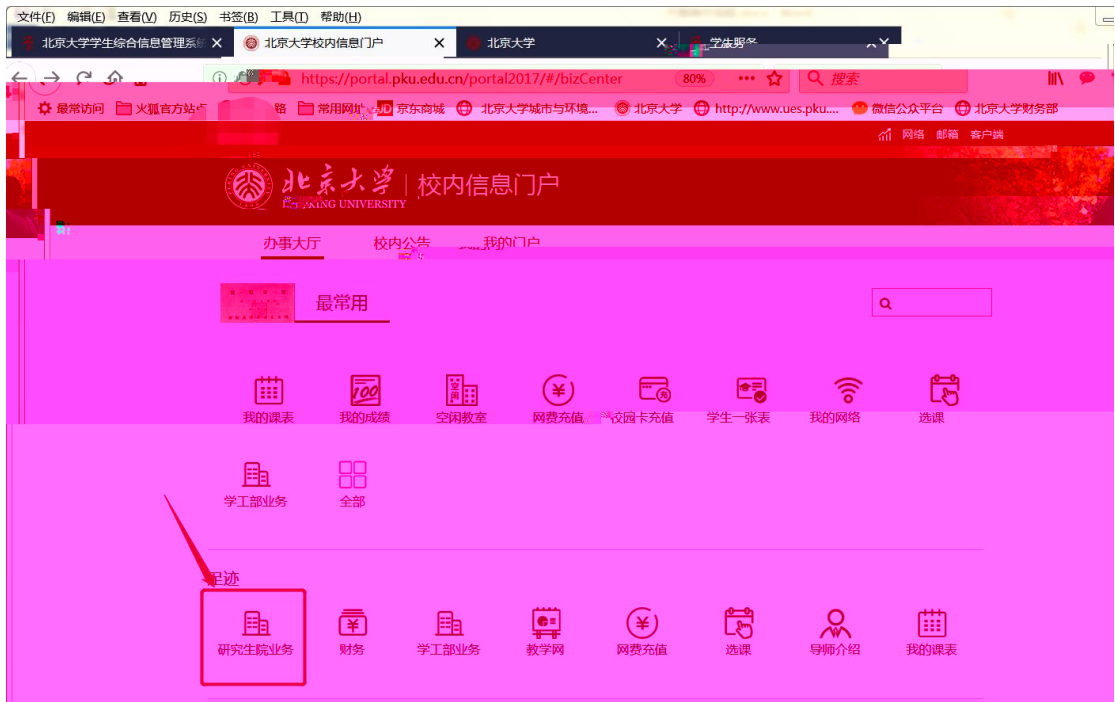 文件(F) 编辑(E) 查看(V) 历史(S) 书签(B) 工具(T) 帮助(H)
北京大学学生综合信息管理系统 北京大学校内信息门户 北京大学 学生服务
https://portal.pku.edu.cn/portal2017/#/bizCenter 80% 搜索
最常访问 火狐官方站点 常用网址 JD 京东商城 北京大学城市与环境... 北京大学 http://www.ues.pku.... 微信公众平台 北京大学财务部
网络 邮箱 客户端
北京大学 校内信息门户
PEKING UNIVERSITY
办事大厅 校内公告 我的门户
最常用
我的课表 我的成绩 空闲教室 网费充值 校园卡充值 学生一张表 我的网络 选课
学工部业务 全部
足迹
研究生院业务 财务 学工部业务 教学网 网费充值 选课 导师介绍 我的课表